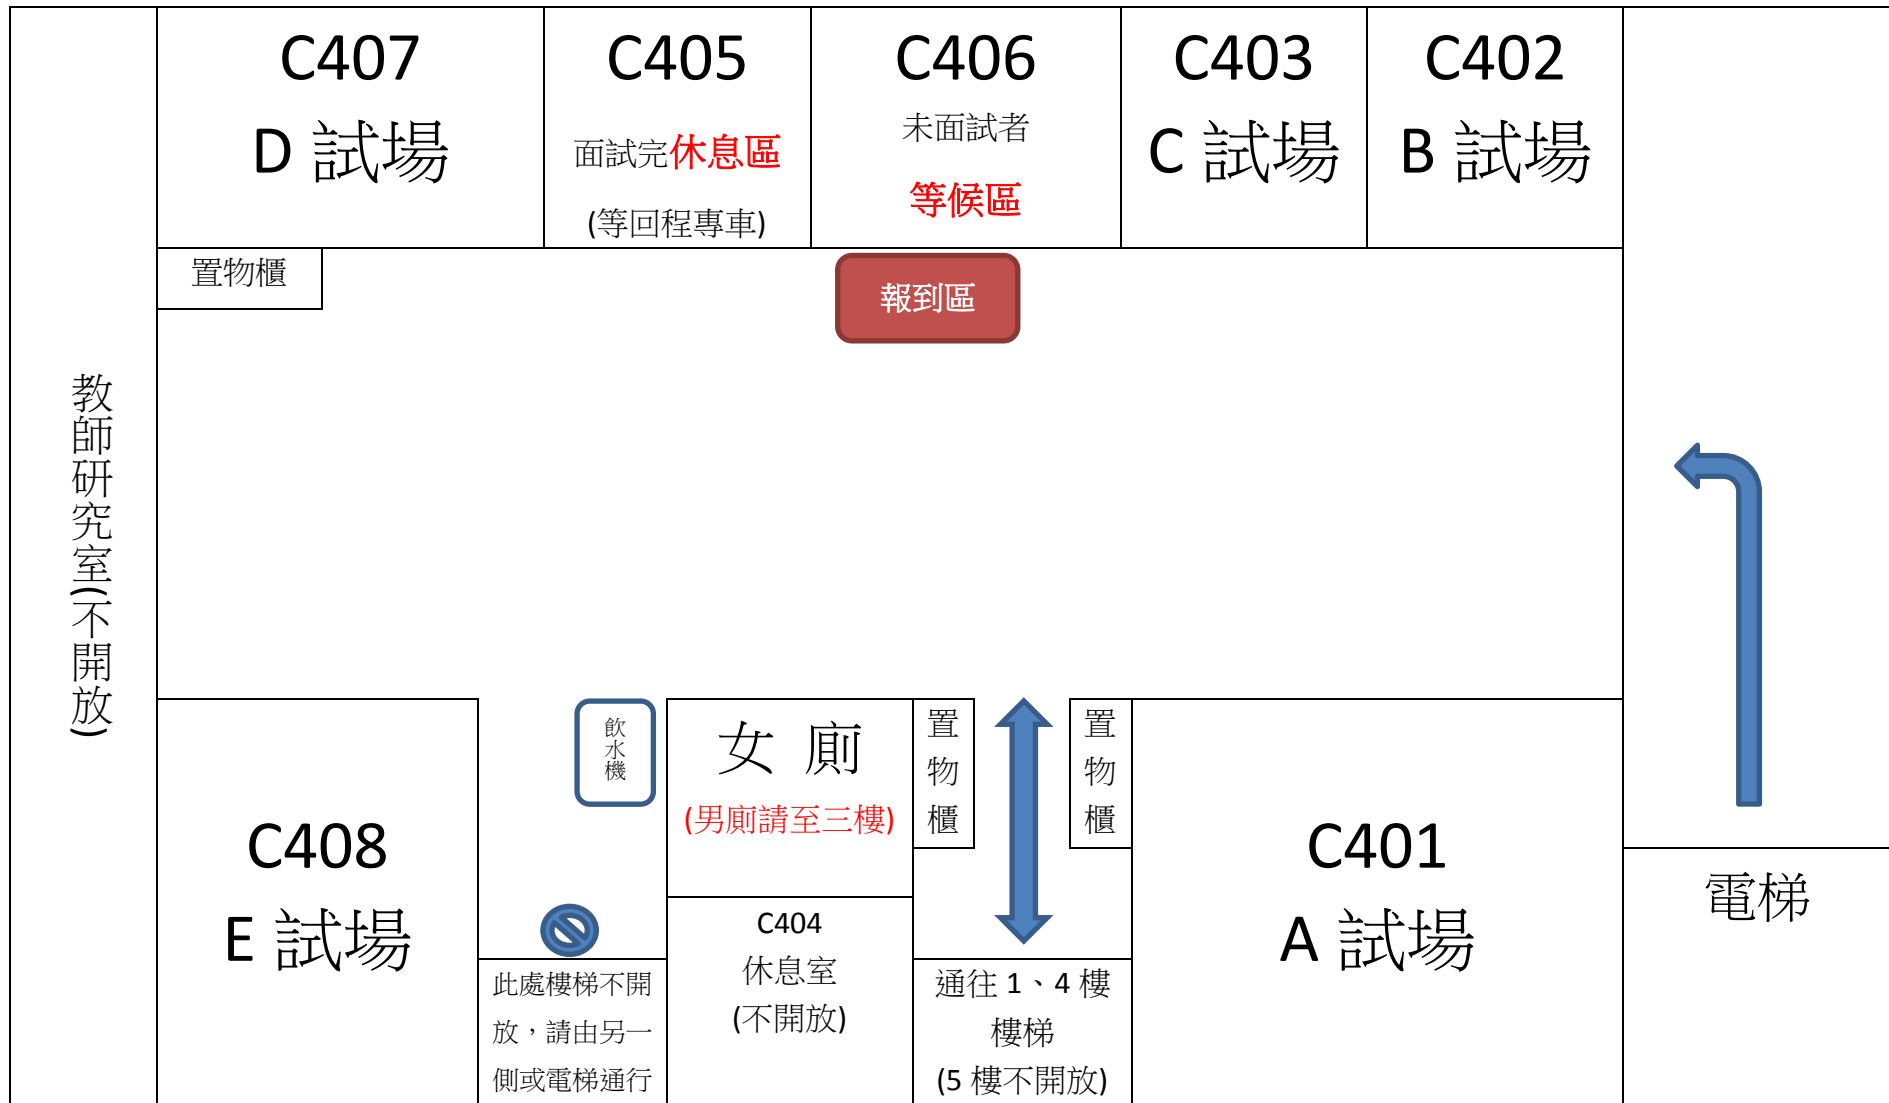 C407
D 試場
C405
面試完休息區
(等回程專車)
C406
未面試者
等候區
C403
C 試場
C402
B 試場
置物櫃
報到區
教師研究室(不開放)
飲水機
女 廁
(男廁請至三樓)
置物櫃
置物櫃
C408
E 試場
C401
A 試場
電梯
此處樓梯不開
放，請由另一
側或電梯通行
C404
休息室
(不開放)
通往 1、4 樓
樓梯
(5 樓不開放)